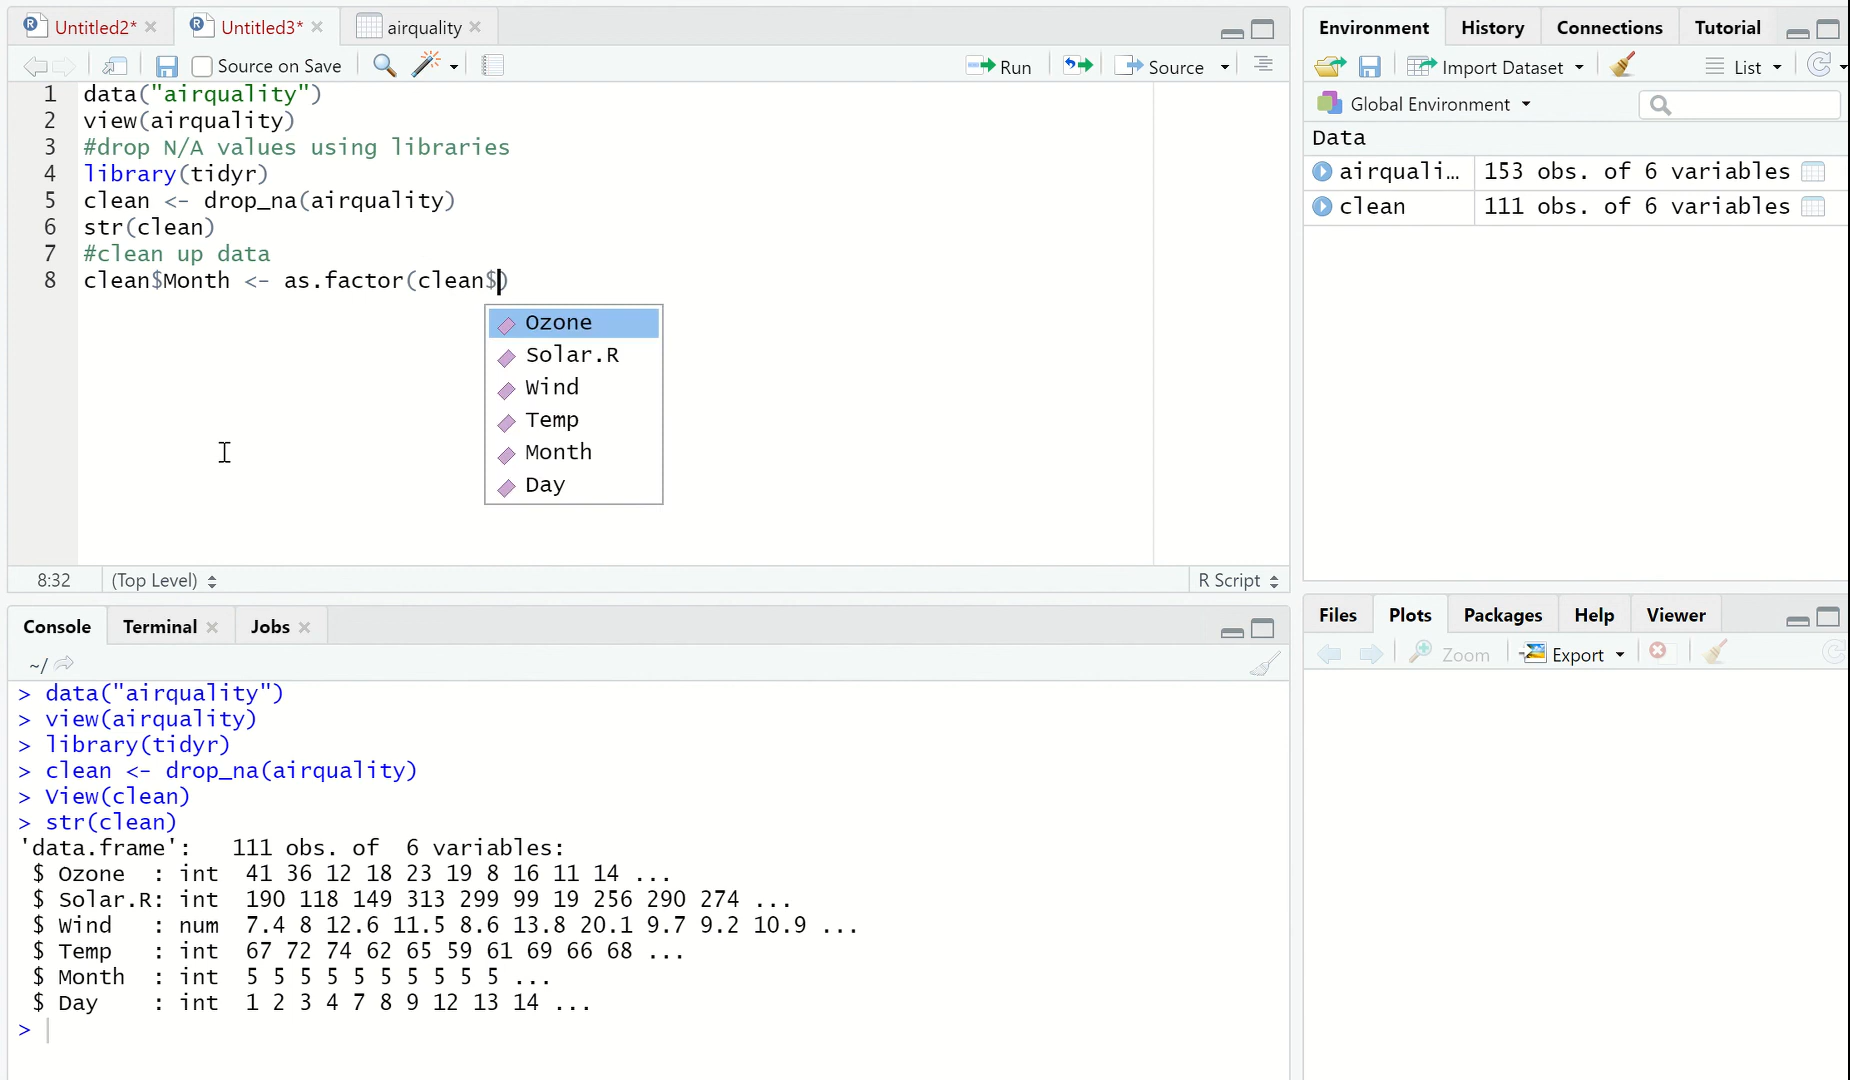 Untitled2* Untitled3* airquality
Source on Save Run Source
1 data("airquality")
2 view(airquality)
3 #drop N/A values using libraries
4 library(tidyr)
5 clean <- drop_na(airquality)
6 str(clean)
7 #clean up data
8 clean$Month <- as.factor(clean$)
Ozone
Solar.R
Wind
Temp
Month
Day
8:32 (Top Level) R Script
Console Terminal Jobs
~/
> data("airquality")
> view(airquality)
> library(tidyr)
> clean <- drop_na(airquality)
> View(clean)
> str(clean)
'data.frame': 111 obs. of 6 variables:
$ Ozone : int 41 36 12 18 23 19 8 16 11 14 ...
$ Solar.R: int 190 118 149 313 299 99 19 256 290 274 ...
$ Wind : num 7.4 8 12.6 11.5 8.6 13.8 20.1 9.7 9.2 10.9 ...
$ Temp : int 67 72 74 62 65 59 61 69 66 68 ...
$ Month : int 5 5 5 5 5 5 5 5 5 5 ...
$ Day : int 1 2 3 4 7 8 9 12 13 14 ...
>
Environment History Connections Tutorial
Import Dataset List
Global Environment
Data
airquali... 153 obs. of 6 variables
clean 111 obs. of 6 variables
Files Plots Packages Help Viewer
Zoom Export